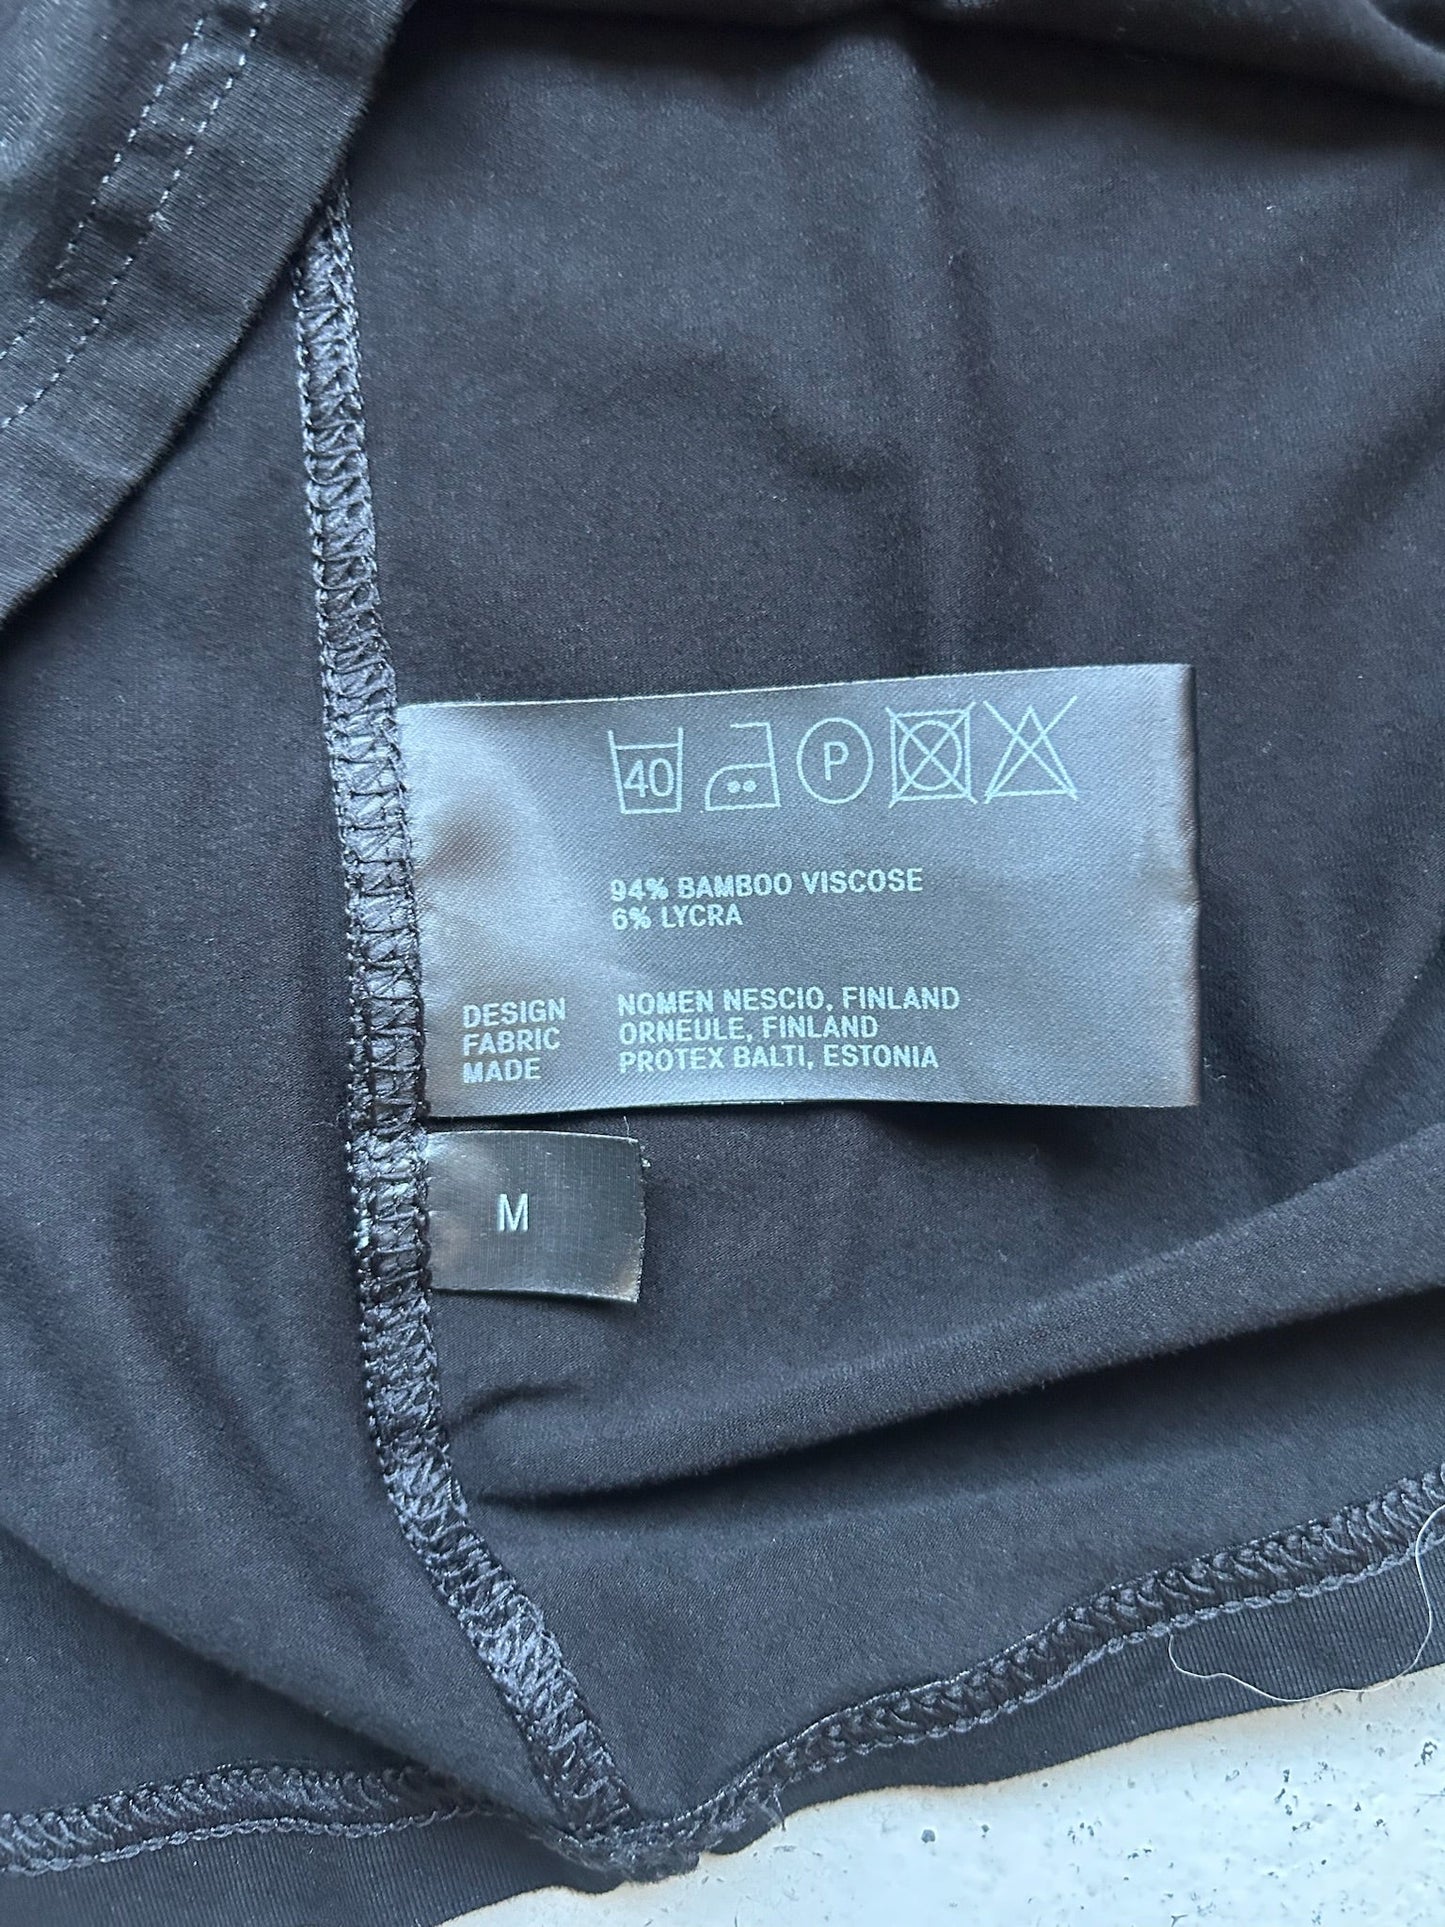 40
P
94% BAMBOO VISCOSE
6% LYCRA
DESIGN NOMEN NESCIO, FINLAND
FABRIC ORNEULE, FINLAND
MADE PROTEX BALTI, ESTONIA
M